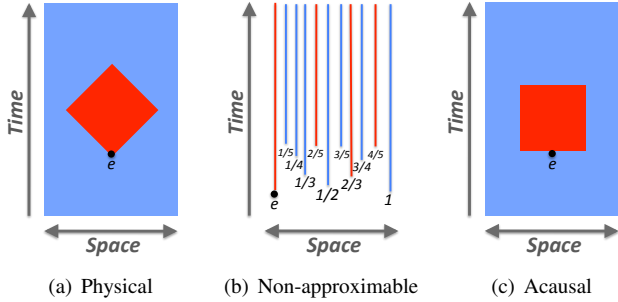 Time
e
Space
(a) Physical
Time
1/5
1/4
1/3
2/5
1/2
3/5
2/3
3/4
4/5
1
e
Space
(b) Non-approximable
Time
e
Space
(c) Acausal